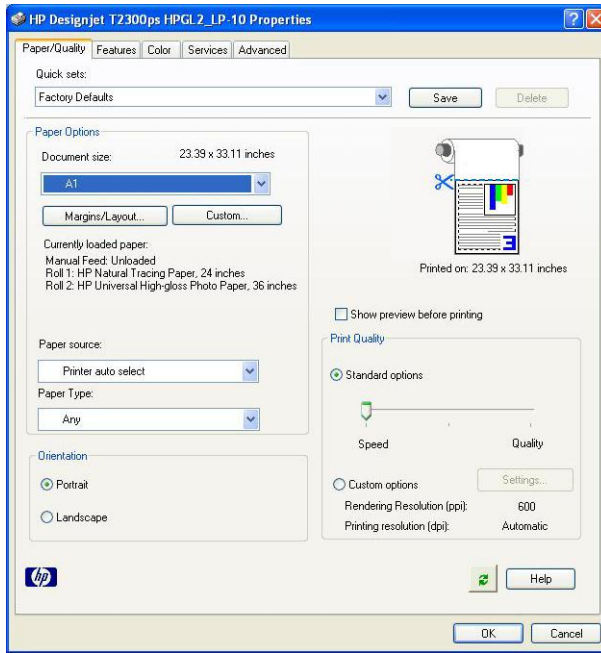 HP Designjet T2300ps HPGL2_LP-10 Properties
Paper/Quality Features Color Services Advanced
Quick sets:
Factory Defaults
Save Delete
Paper Options
Document size: 23.39 x 33.11 inches
A1
Margins/Layout... Custom...
Currently loaded paper:
Manual Feed: Unloaded
Roll 1: HP Natural Tracing Paper, 24 inches
Roll 2: HP Universal High-gloss Photo Paper, 36 inches
Paper source:
Printer auto select
Paper Type:
Any
Orientation
Portrait
Landscape
3
Printed on: 23.39 x 33.11 inches
Show preview before printing
Print Quality
Standard options
Speed Quality
Custom options Settings...
Rendering Resolution (ppi): 600
Printing resolution (dpi): Automatic
hp
Help
OK Cancel